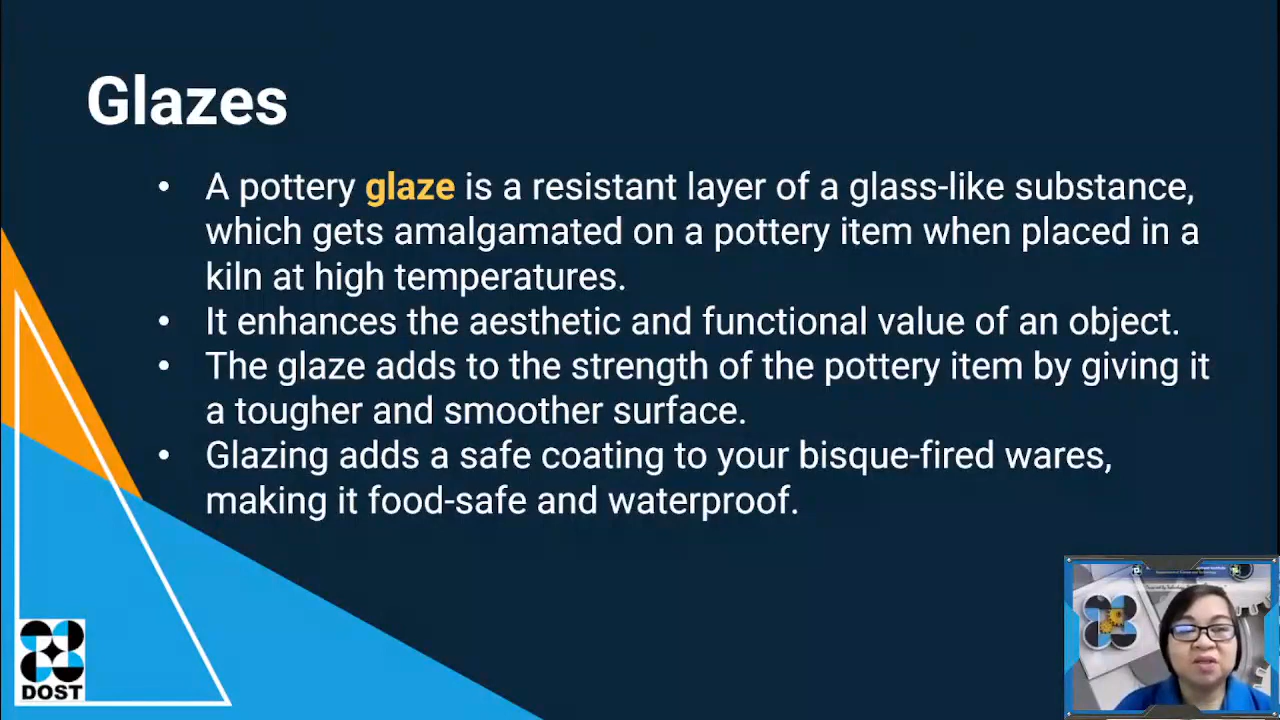 Glazes
• A pottery glaze is a resistant layer of a glass-like substance,
which gets amalgamated on a pottery item when placed in a
kiln at high temperatures.
• It enhances the aesthetic and functional value of an object.
• The glaze adds to the strength of the pottery item by giving it
a tougher and smoother surface.
• Glazing adds a safe coating to your bisque-fired wares,
making it food-safe and waterproof.
DOST